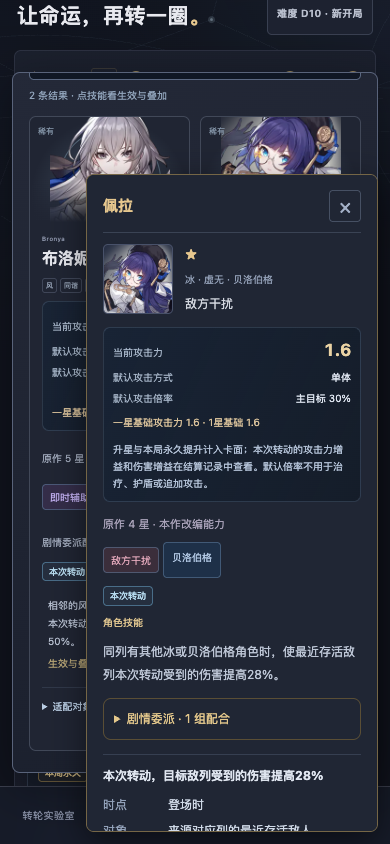 让命运，再转一圈。
难度 D10 · 新开局
2 条结果 · 点技能看生效与叠加
稀有
稀有
Bronya
布洛妮
风
同谐
当前攻击
默认攻击
默认攻击
一星基础
原作 5 星
即时辅助
剧情委派
本次转动
相邻的风
本次转动
50%。
生效与叠
▶ 适配对象
转轮实验室
佩拉
×
★
冰 · 虚无 · 贝洛伯格
敌方干扰
当前攻击力
1.6
默认攻击方式
单体
默认攻击倍率
主目标 30%
一星基础攻击力 1.6 · 1星基础 1.6
升星与本局永久提升计入卡面；本次转动的攻击力增
益和伤害增益在结算记录中查看。默认倍率不用于治
疗、护盾或追加攻击。
原作 4 星 · 本作改编能力
敌方干扰
贝洛伯格
本次转动
角色技能
同列有其他冰或贝洛伯格角色时，使最近存活敌
列本次转动受到的伤害提高28%。
▶ 剧情委派 · 1 组配合
本次转动，目标敌列受到的伤害提高28%
时点
登场时
对象
来源对应列的最近存活敌人